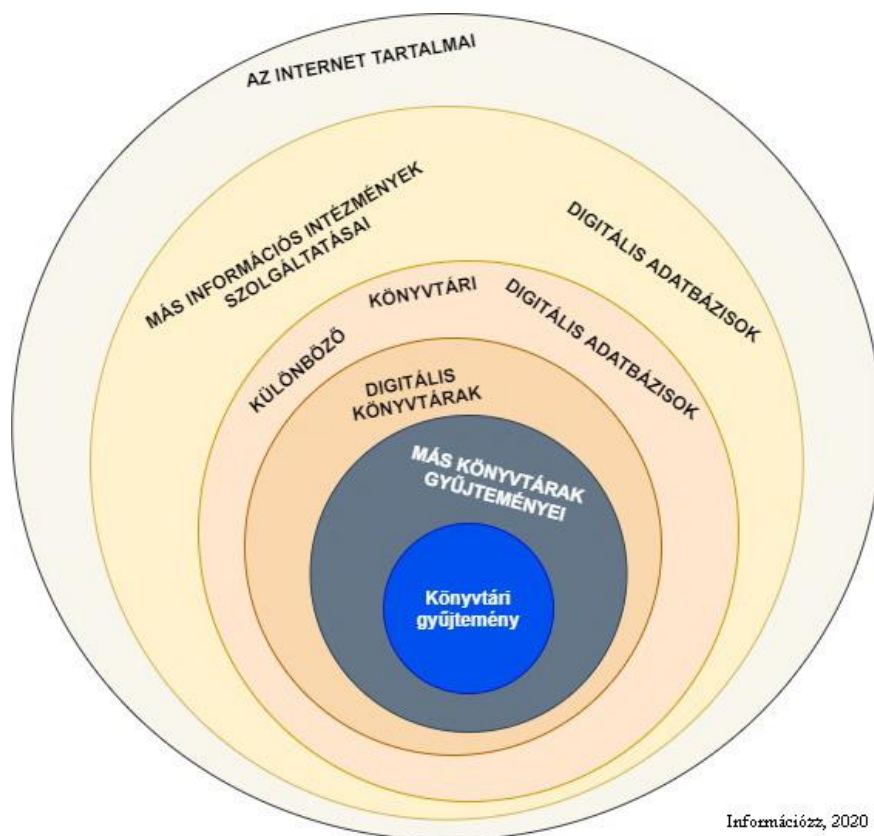 AZ INTERNET TARTALMAI
MÁS INFORMÁCIÓS INTÉZMÉNYEK
SZOLGÁLTATÁSAI
DIGITÁLIS ADATBÁZISOK
KÜLÖNBÖZŐ
KÖNYVTÁRI
DIGITÁLIS ADATBÁZISOK
DIGITÁLIS
KÖNYVTÁRAK
MÁS KÖNYVTÁRAK
GYŰJTEMÉNYEI
Könyvtári
gyűjtemény
Információzz, 2020